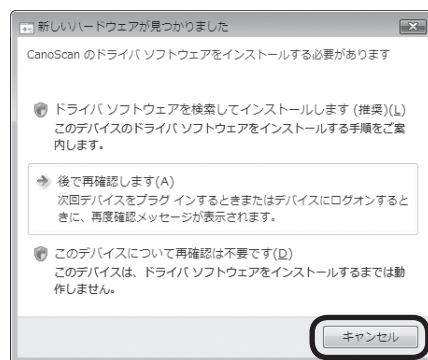 新しいハードウェアが見つかりました
CanoScan のドライバ ソフトウェアをインストールする必要があります
ドライバ ソフトウェアを検索してインストールします (推奨)(L)
このデバイスのドライバ ソフトウェアをインストールする手順をご案
内します。
後で再確認します(A)
次回デバイスをプラグ インするときまたはデバイスにログオンすると
きに、再度確認メッセージが表示されます。
このデバイスについて再確認は不要です(D)
このデバイスは、ドライバ ソフトウェアをインストールするまでは動
作しません。
キャンセル